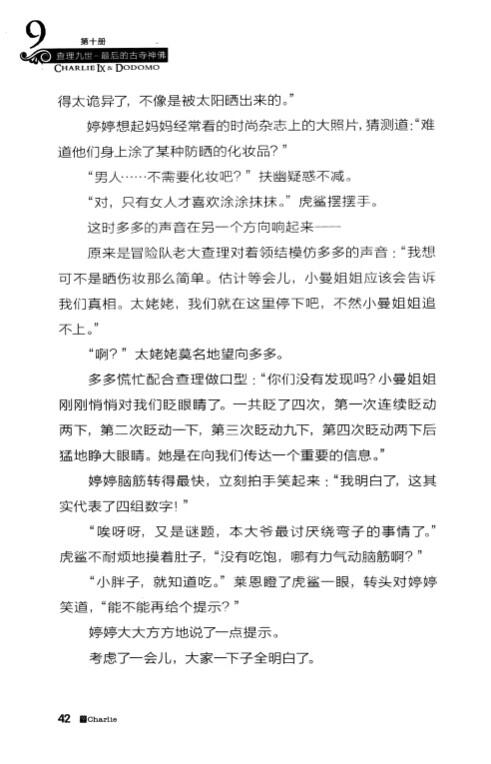 9
第十册
查理九世·最后的古寺神佛
CHARLIE IX & DODOMO
得太诡异了，不像是被太阳晒出来的。”
婷婷想起妈妈经常看的时尚杂志上的大照片，猜测道：“难
道他们身上涂了某种防晒的化妆品？”
“男人……不需要化妆吧？”扶幽疑惑不减。
“对，只有女人才喜欢涂涂抹抹。”虎鲨摆摆手。
这时多多的声音在另一个方向响起来——
原来是冒险队老大查理对着领结模仿多多的声音：“我想
可不是晒伤妆那么简单。估计等会儿，小曼姐姐应该会告诉
我们真相。太姥姥，我们就在这里停下吧，不然小曼姐姐追
不上。”
“啊？”太姥姥莫名地望向多多。
多多慌忙配合查理做口型：“你们没有发现吗？小曼姐姐
刚刚悄悄对我们眨眼睛了。一共眨了四次，第一次连续眨动
两下，第二次眨动一下，第三次眨动九下，第四次眨动两下后
猛地睁大眼睛。她是在向我们传达一个重要的信息。”
婷婷脑筋转得最快，立刻拍手笑起来：“我明白了，这其
实代表了四组数字！”
“唉呀呀，又是谜题，本大爷最讨厌绕弯子的事情了。”
虎鲨不耐烦地摸着肚子，“没有吃饱，哪有力气动脑筋啊？”
“小胖子，就知道吃。”莱恩瞪了虎鲨一眼，转头对婷婷
笑道，“能不能再给个提示？”
婷婷大大方方地说了一点提示。
考虑了一会儿，大家一下子全明白了。
42 Charlie